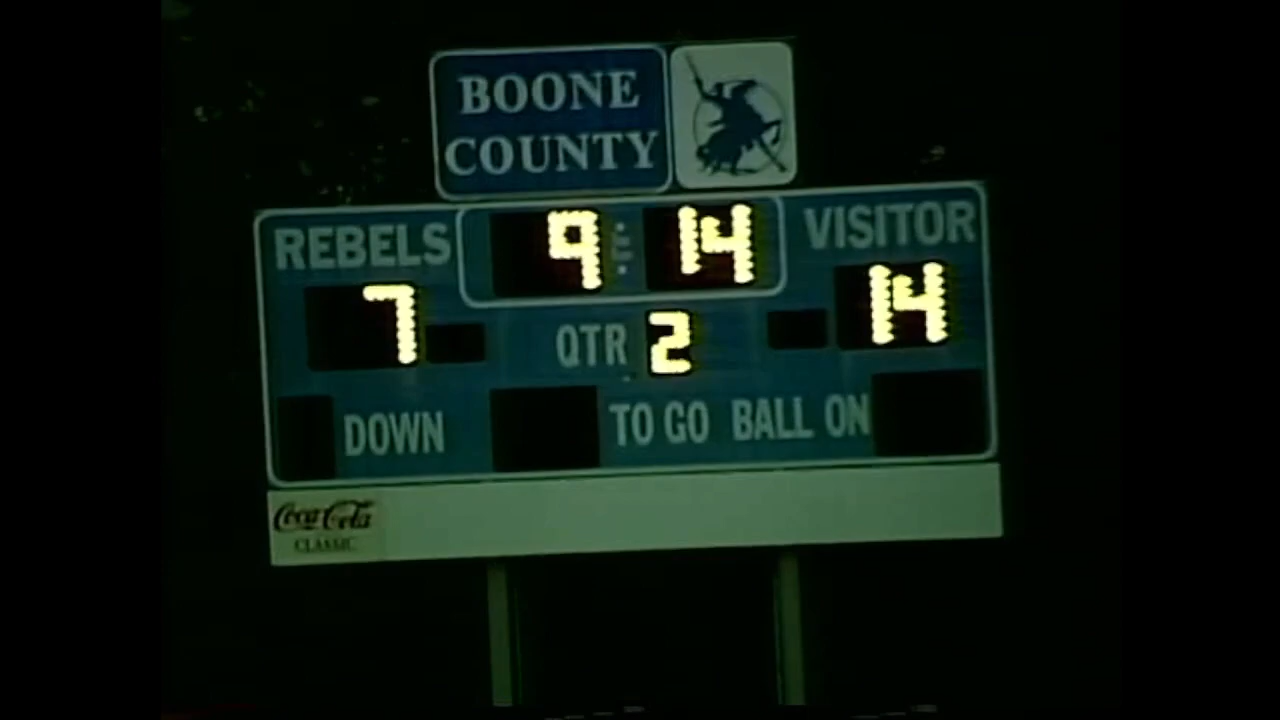 BOONE
COUNTY
REBELS 9:14 VISITOR
7 QTR 2 14
DOWN TO GO BALL ON
Coca-Cola
CLASSIC